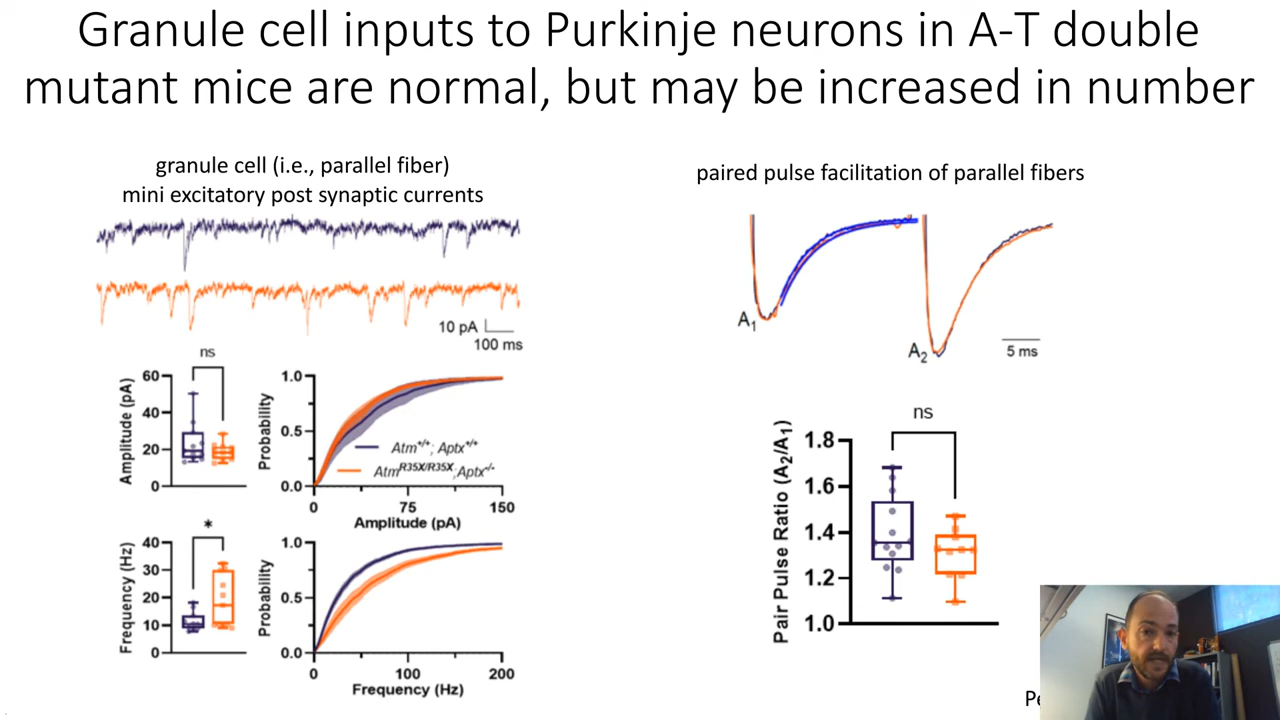 Granule cell inputs to Purkinje neurons in A-T double
mutant mice are normal, but may be increased in number
granule cell (i.e., parallel fiber)
mini excitatory post synaptic currents
10 pA
100 ms
ns
Amplitude (pA)
60
40
20
0
Probability
1.0
0.5
0.0
Atm+/+; Aptx+/+
AtmR35X/R35X;Aptx-/-
0 75 150
Amplitude (pA)
*
Frequency (Hz)
40
30
20
10
0
Probability
1.0
0.5
0.0
0 100 200
Frequency (Hz)
paired pulse facilitation of parallel fibers
A1
A2
5 ms
ns
Pair Pulse Ratio (A2/A1)
1.8
1.6
1.4
1.2
1.0